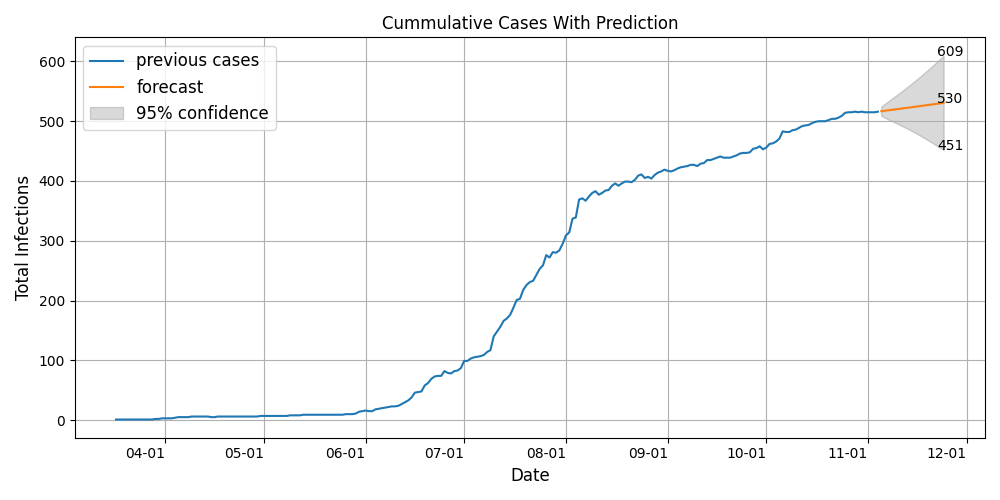 Cummulative Cases With Prediction
previous cases
forecast
95% confidence
609
530
451
600
500
400
300
200
100
0
Total Infections
04-01 05-01 06-01 07-01 08-01 09-01 10-01 11-01 12-01
Date